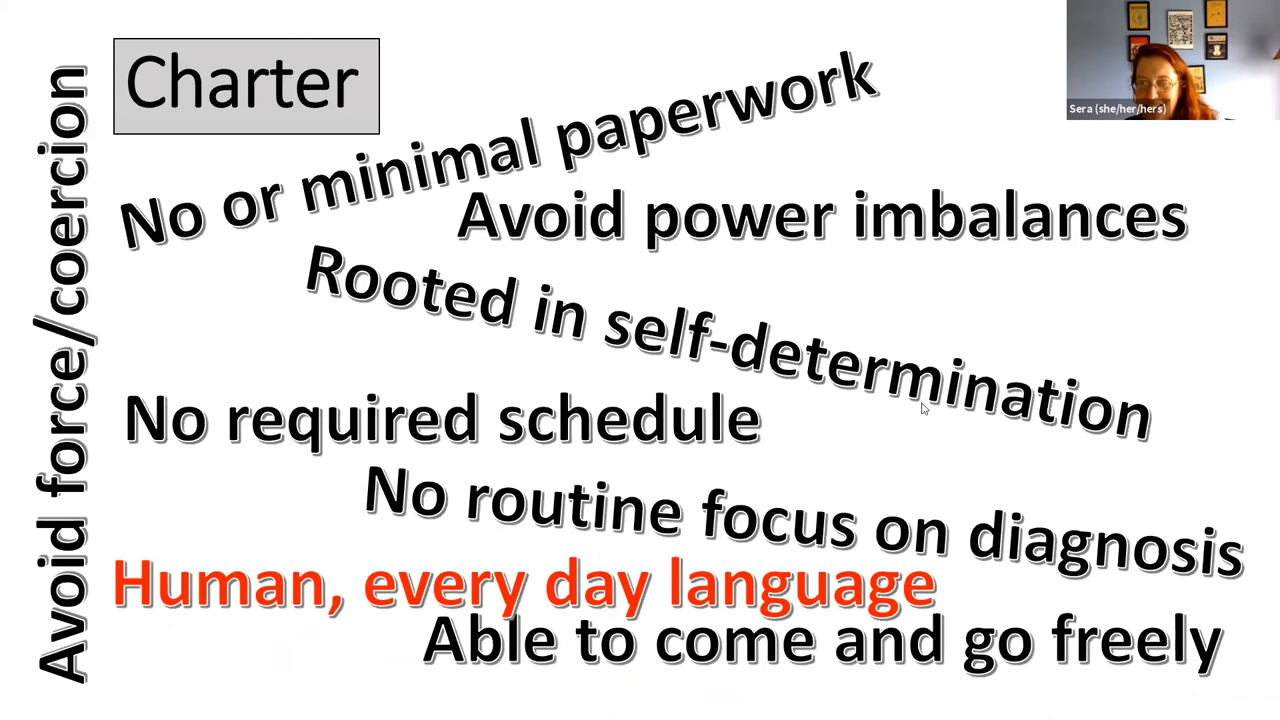 Charter
Sera (she/her/hers)
Avoid force/coercion
No or minimal paperwork
Avoid power imbalances
Rooted in self-determination
No required schedule
No routine focus on diagnosis
Human, every day language
Able to come and go freely